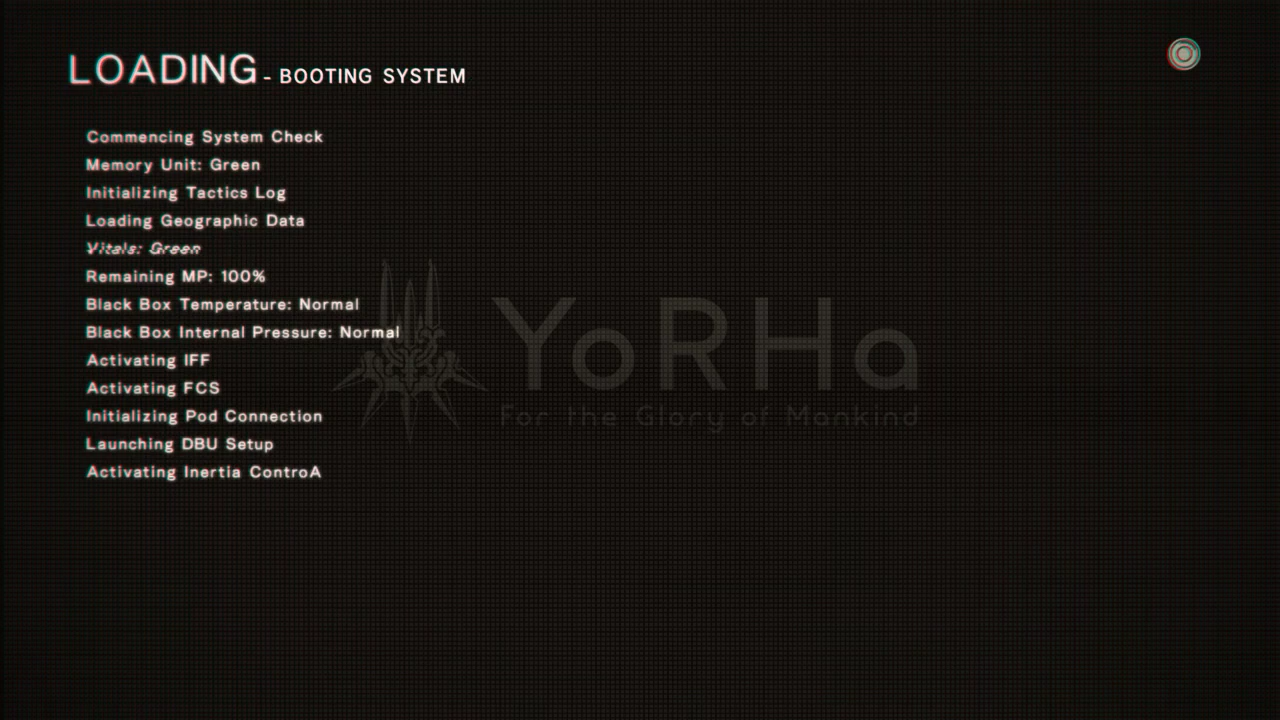 LOADING - BOOTING SYSTEM
Commencing System Check
Memory Unit: Green
Initializing Tactics Log
Loading Geographic Data
Vitals: Green
Remaining MP: 100%
Black Box Temperature: Normal
Black Box Internal Pressure: Normal
Activating IFF
Activating FCS
Initializing Pod Connection
Launching DBU Setup
Activating Inertia ControA
YoRHa
For the Glory of Mankind